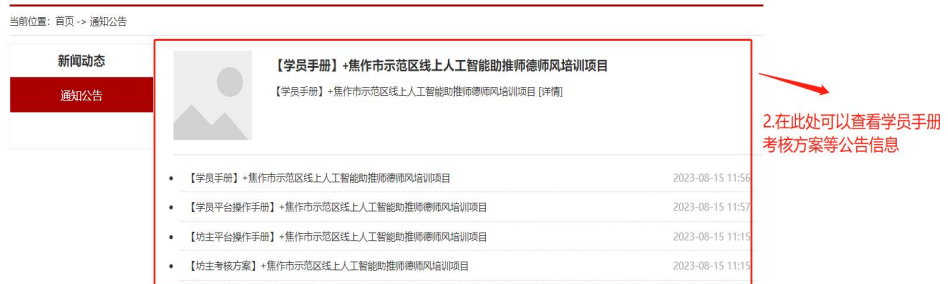 当前位置：首页 -> 通知公告
新闻动态
通知公告
【学员手册】+焦作市示范区线上人工智能助推师德师风培训项目
【学员手册】+焦作市示范区线上人工智能助推师德师风培训项目 [详情]
2.在此处可以查看学员手册
考核方案等公告信息
【学员手册】+焦作市示范区线上人工智能助推师德师风培训项目 2023-08-15 11:56
【学员平台操作手册】+焦作市示范区线上人工智能助推师德师风培训项目 2023-08-15 11:57
【坊主平台操作手册】+焦作市示范区线上人工智能助推师德师风培训项目 2023-08-15 11:15
【坊主考核方案】+焦作市示范区线上人工智能助推师德师风培训项目 2023-08-15 11:15